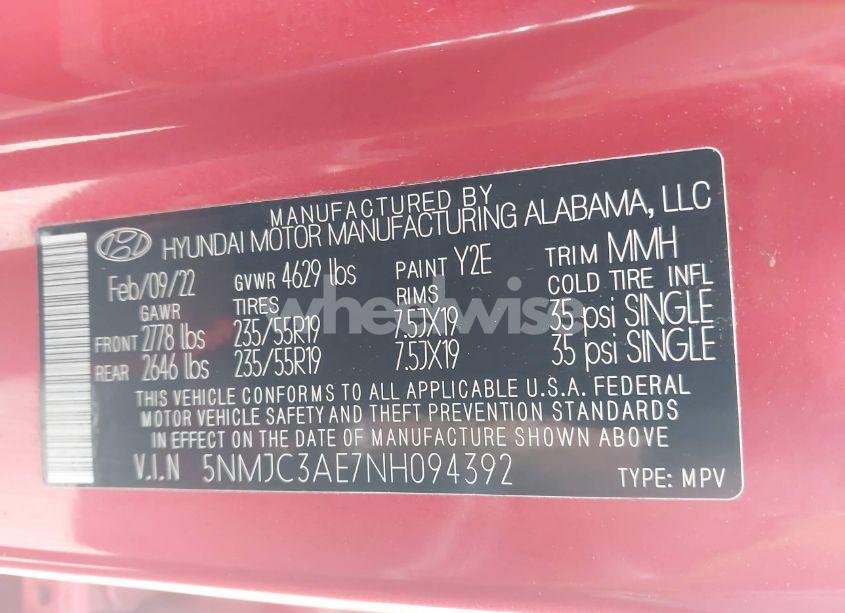 MANUFACTURED BY
HYUNDAI MOTOR MANUFACTURING ALABAMA, LLC
Feb/09/22 GVWR 4629 lbs PAINT Y2E TRIM MMH
GAWR TIRES RIMS COLD TIRE INFL
FRONT 2778 lbs 235/55R19 7.5JX19 35 psi SINGLE
REAR 2646 lbs 235/55R19 7.5JX19 35 psi SINGLE
THIS VEHICLE CONFORMS TO ALL APPLICABLE U.S.A. FEDERAL
MOTOR VEHICLE SAFETY AND THEFT PREVENTION STANDARDS
IN EFFECT ON THE DATE OF MANUFACTURE SHOWN ABOVE
V.I.N 5NMJC3AE7NH094392 TYPE: MPV
wheelwise